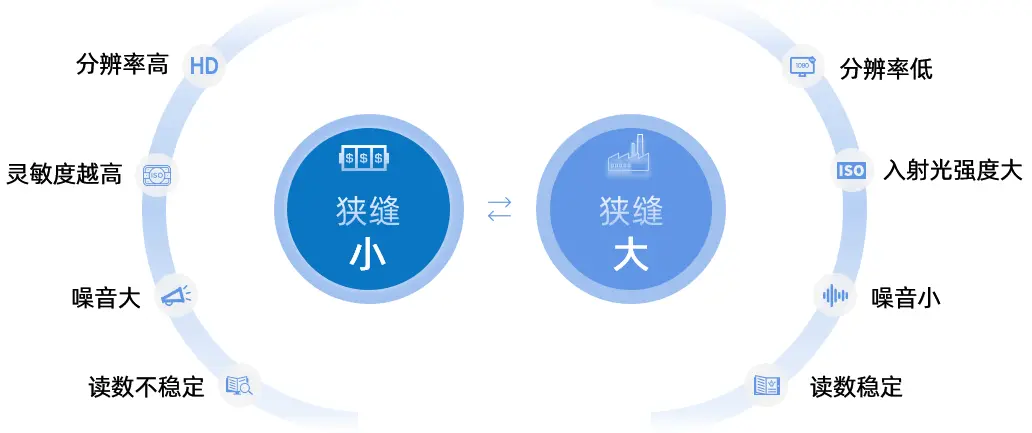 分辨率高
HD
灵敏度越高
ISO
噪音大
读数不稳定
$ $ $
狭缝
小
狭缝
大
1080
分辨率低
ISO
入射光强度大
噪音小
读数稳定